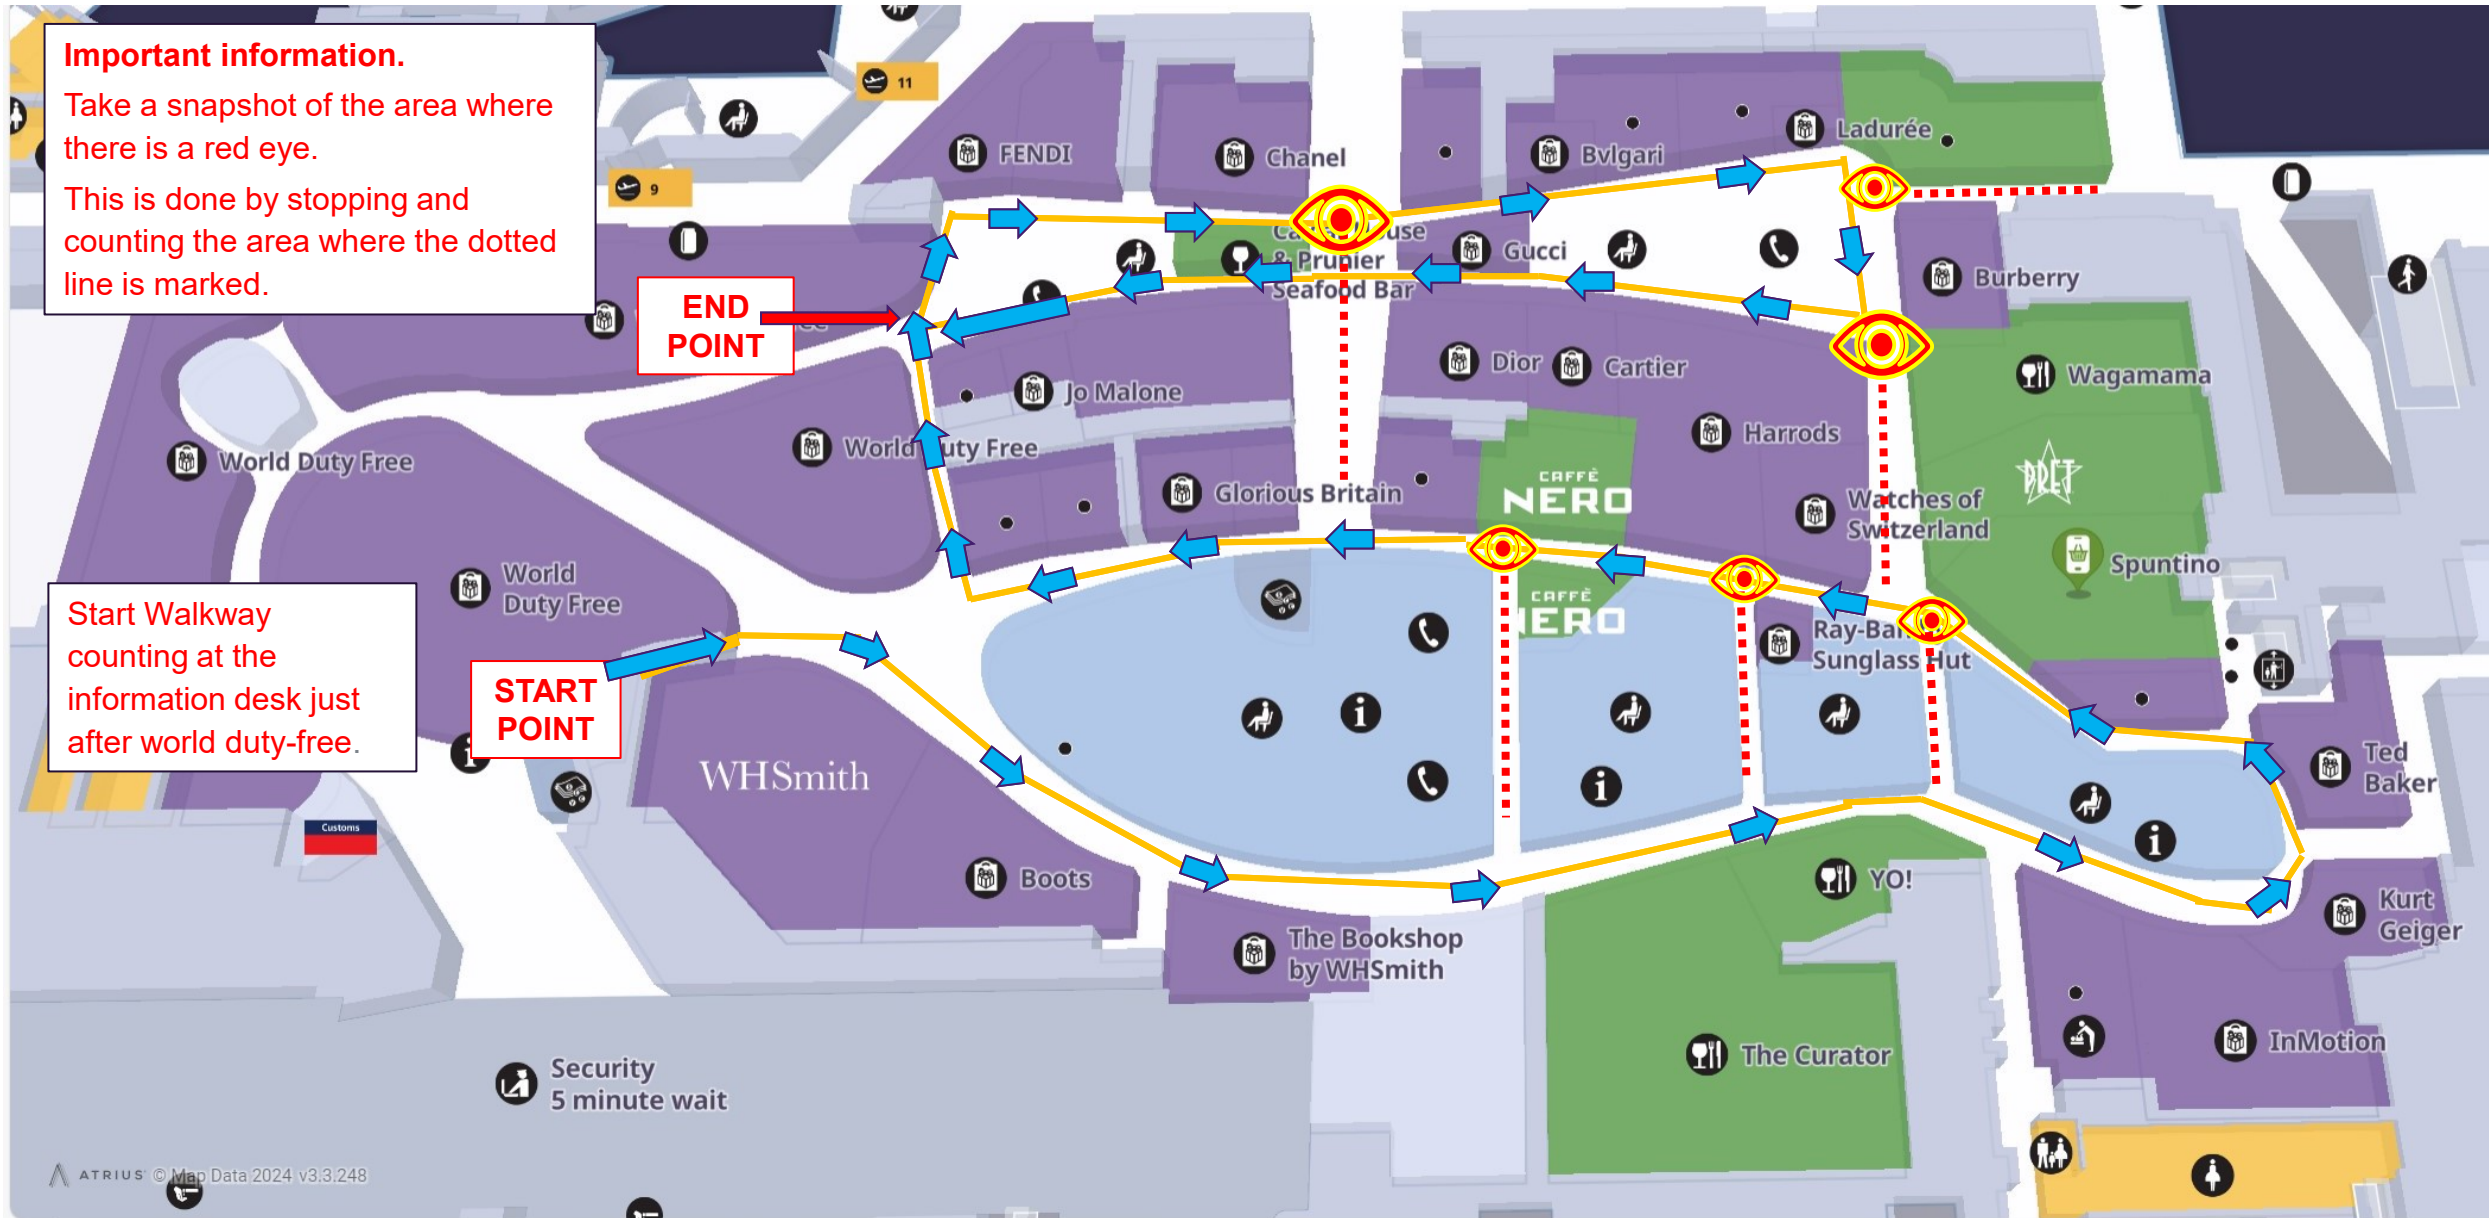 Important information.
Take a snapshot of the area where
there is a red eye.
This is done by stopping and
counting the area where the dotted
line is marked.
11
9
FENDI
Chanel
Bvlgari
Ladurée
use
& Prunier
Seafood Bar
Gucci
Burberry
END
POINT
Jo Malone
Dior
Cartier
Wagamama
World Duty Free
World uty Free
Harrods
PRET
Glorious Britain
CAFFÈ
NERO
Watches of
Switzerland
Spuntino
World
Duty Free
CAFFÈ
NERO
Ray-Ban
Sunglass Hut
Start Walkway
counting at the
information desk just
after world duty-free.
START
POINT
WHSmith
Ted
Baker
Customs
Boots
YO!
Kurt
Geiger
The Bookshop
by WHSmith
The Curator
InMotion
Security
5 minute wait
ATRIUS © Map Data 2024 v3.3.248